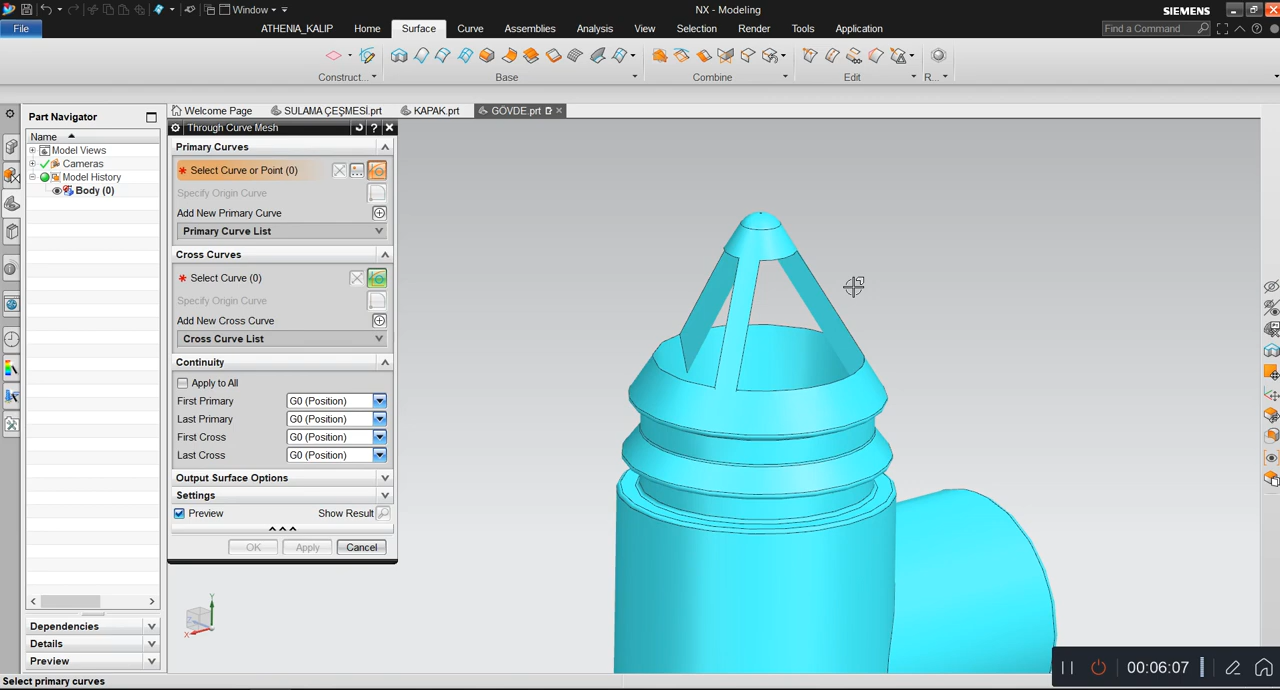 Window
NX - Modeling
SIEMENS
File
ATHENIA_KALIP
Home
Surface
Curve
Assemblies
Analysis
View
Selection
Render
Tools
Application
Find a Command
Construct...
Base
Combine
Edit
R...
Part Navigator
Welcome Page
SULAMA ÇEŞMESİ.prt
KAPAK.prt
GÖVDE.prt
Name
Model Views
Cameras
Model History
Body (0)
Through Curve Mesh
Primary Curves
* Select Curve or Point (0)
Specify Origin Curve
Add New Primary Curve
Primary Curve List
Cross Curves
* Select Curve (0)
Specify Origin Curve
Add New Cross Curve
Cross Curve List
Continuity
Apply to All
First Primary G0 (Position)
Last Primary G0 (Position)
First Cross G0 (Position)
Last Cross G0 (Position)
Output Surface Options
Settings
Preview Show Result
OK Apply Cancel
Y
X
Dependencies
Details
Preview
00:06:07
Select primary curves